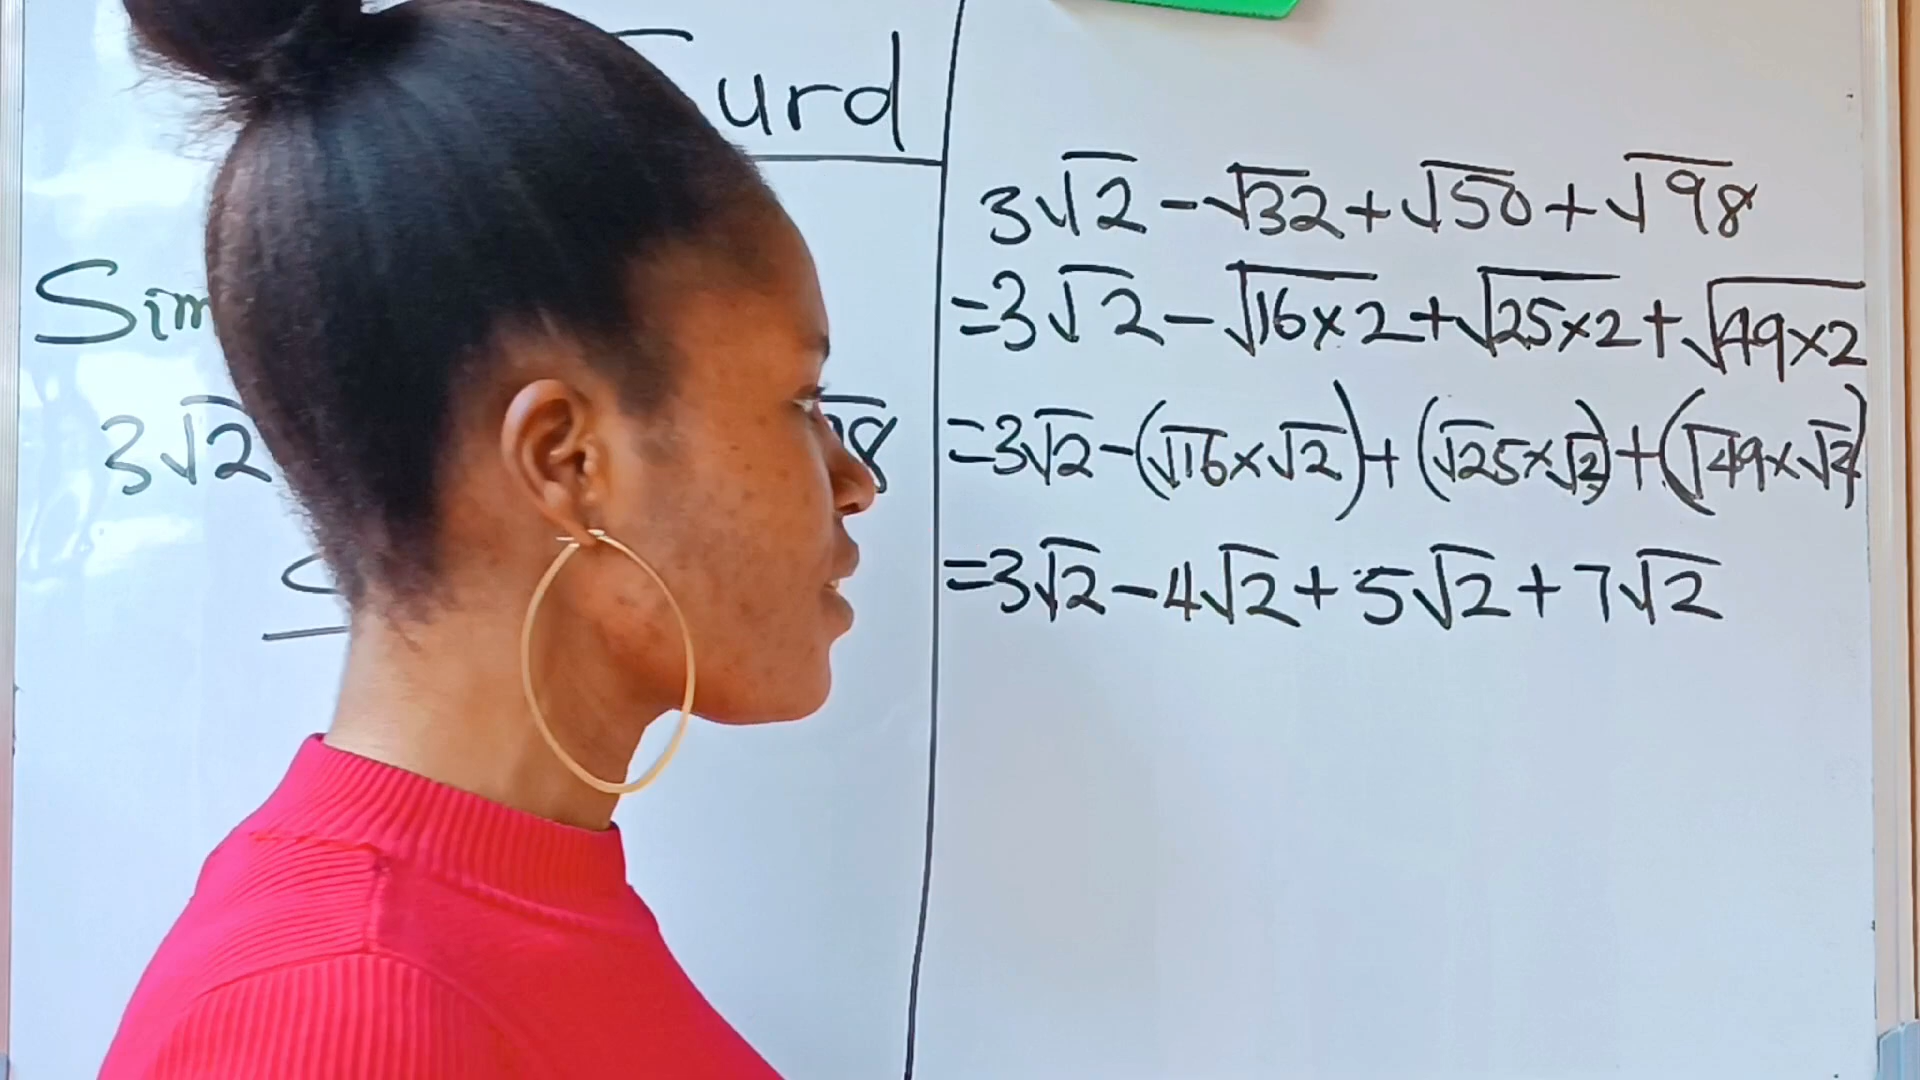 urd
Sim
3√2
8
3√2 - √32 + √50 + √98
=3√2 - √16×2 + √25×2 + √49×2
=3√2 - (√16×√2) + (√25×√2) + (√49×√2)
=3√2 - 4√2 + 5√2 + 7√2